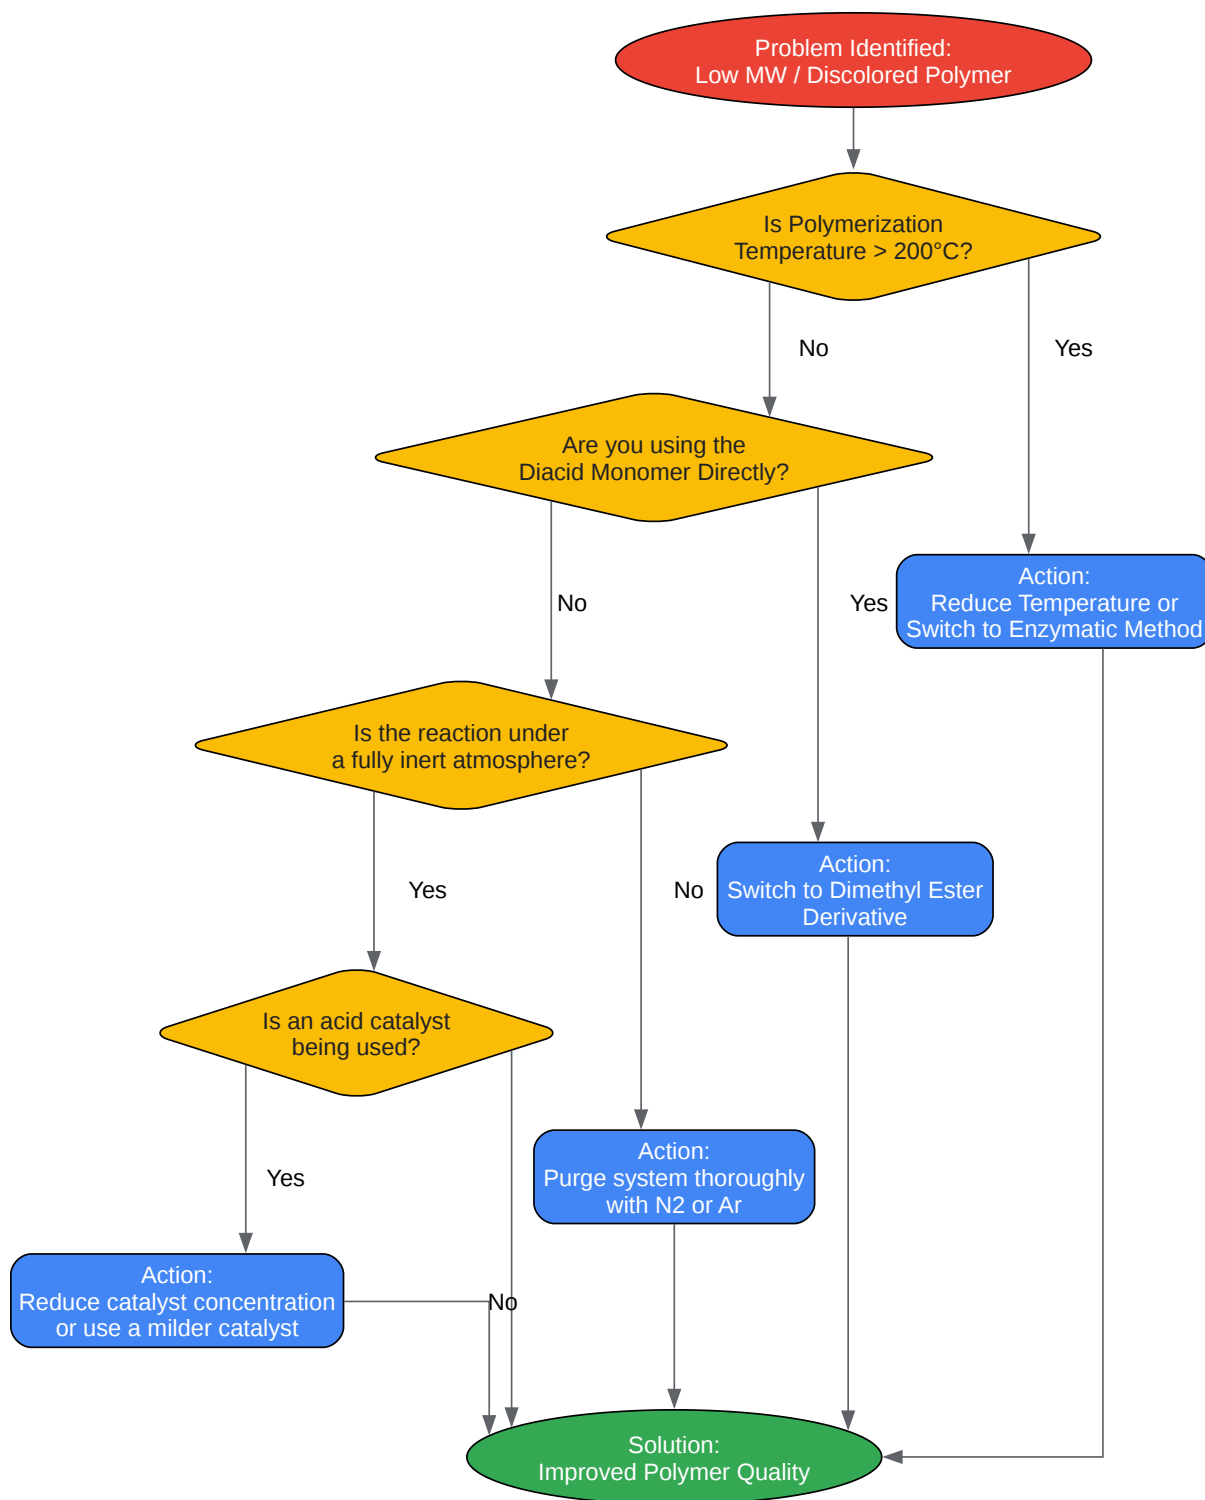 Problem Identified:
Low MW / Discolored Polymer
Is Polymerization
Temperature > 200°C?
No
Yes
Are you using the
Diacid Monomer Directly?
No
Yes
Action:
Reduce Temperature or
Switch to Enzymatic Method
Is the reaction under
a fully inert atmosphere?
Yes
No
Action:
Switch to Dimethyl Ester
Derivative
Is an acid catalyst
being used?
Yes
No
Action:
Purge system thoroughly
with N2 or Ar
Action:
Reduce catalyst concentration
or use a milder catalyst
Solution:
Improved Polymer Quality